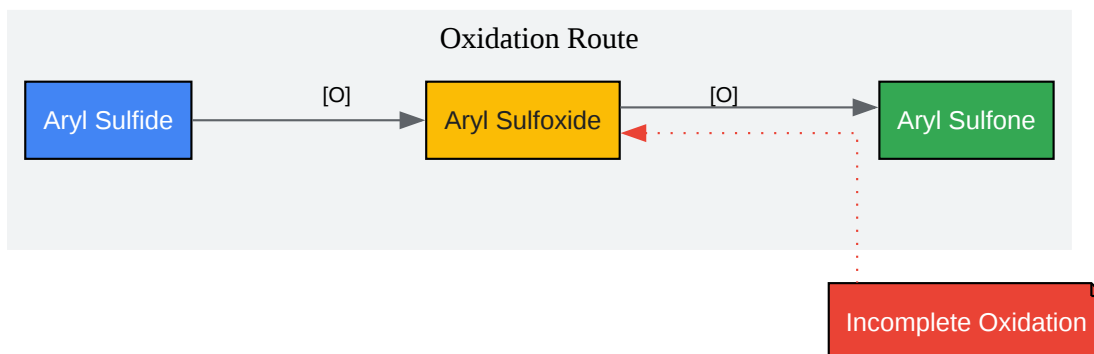 Oxidation Route
Aryl Sulfide
[O]
Aryl Sulfoxide
[O]
Aryl Sulfone
Incomplete Oxidation